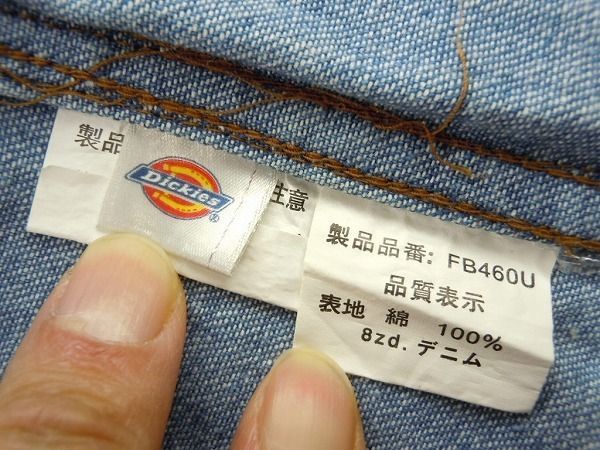 製品
Dickies
®
注意
製品品番: FB460U
品質表示
表地 綿 100%
8zd. デニム